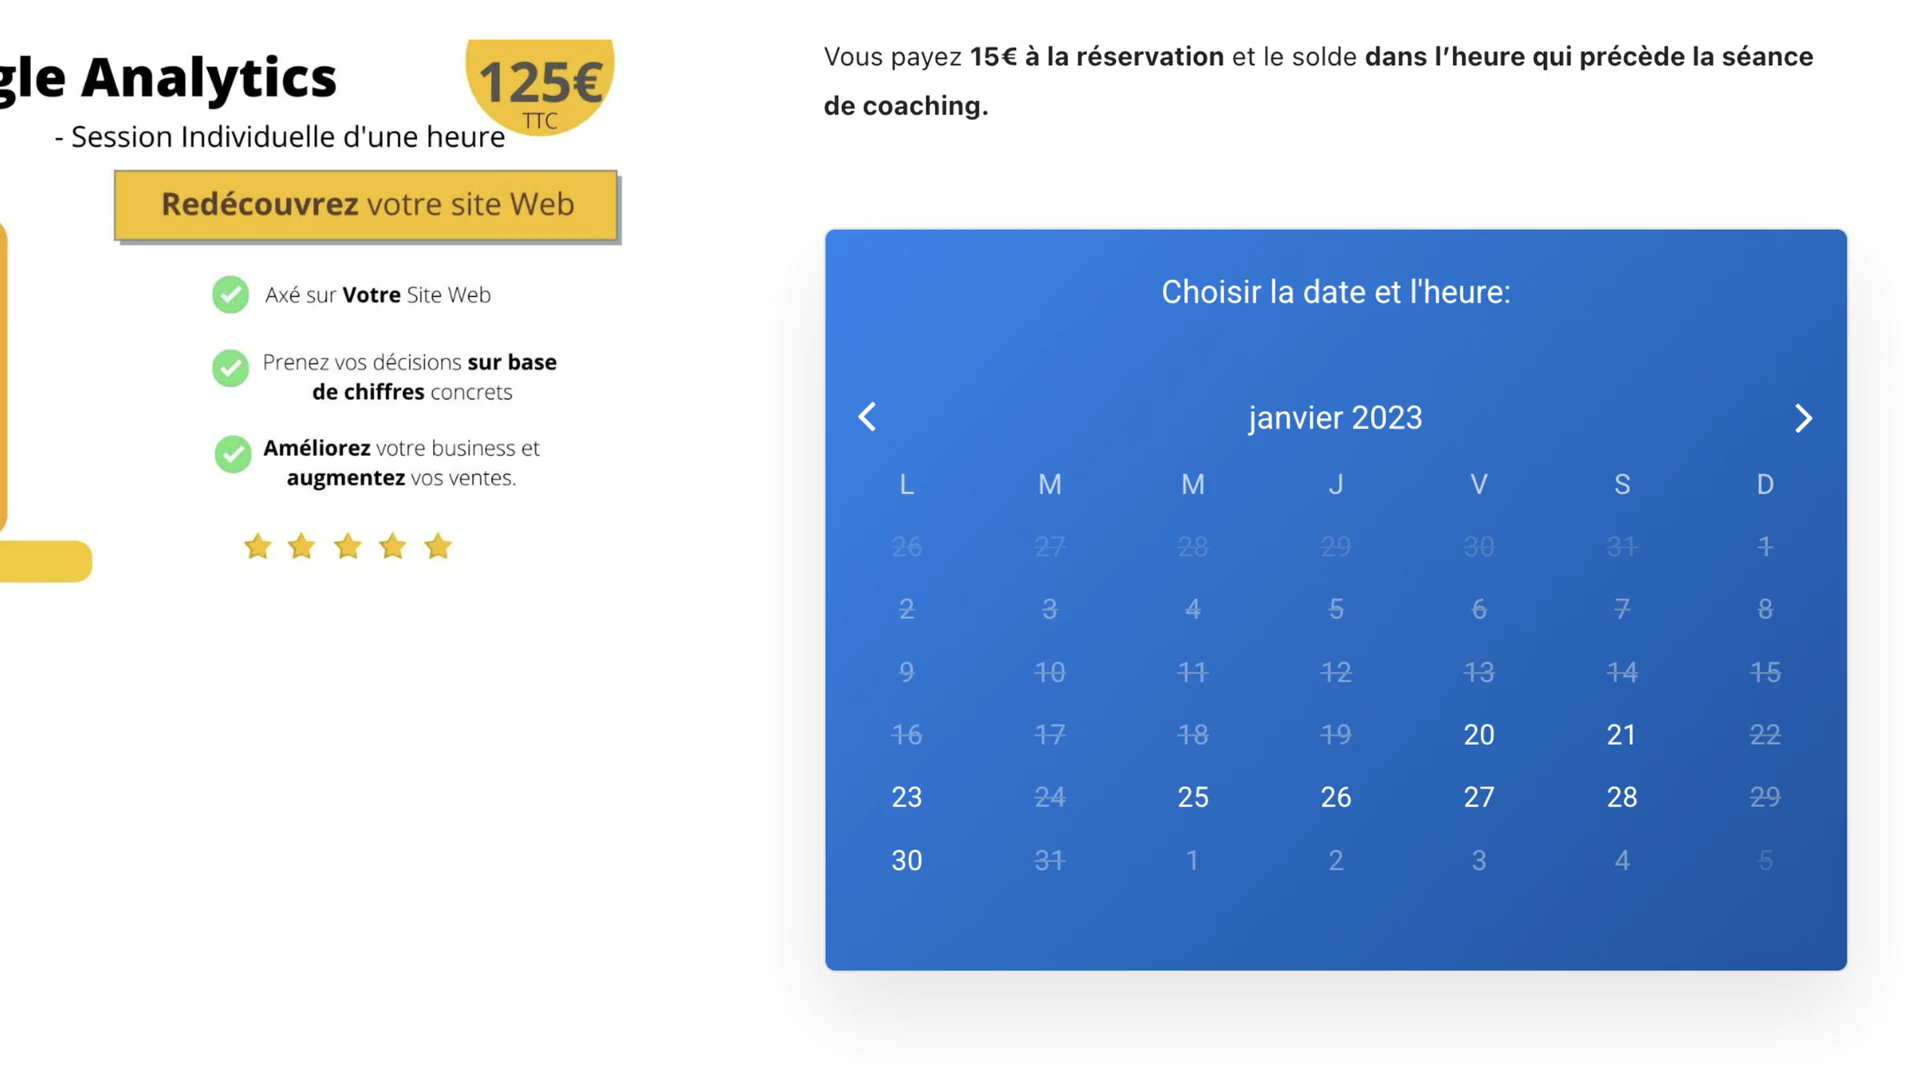 gle Analytics
125€
TTC
- Session Individuelle d'une heure
Redécouvrez votre site Web
Axé sur Votre Site Web
Prenez vos décisions sur base
de chiffres concrets
Améliorez votre business et
augmentez vos ventes.
Vous payez 15€ à la réservation et le solde dans l’heure qui précède la séance
de coaching.
Choisir la date et l'heure:
janvier 2023
L M M J V S D
26 27 28 29 30 31 1
2 3 4 5 6 7 8
9 10 11 12 13 14 15
16 17 18 19 20 21 22
23 24 25 26 27 28 29
30 31 1 2 3 4 5